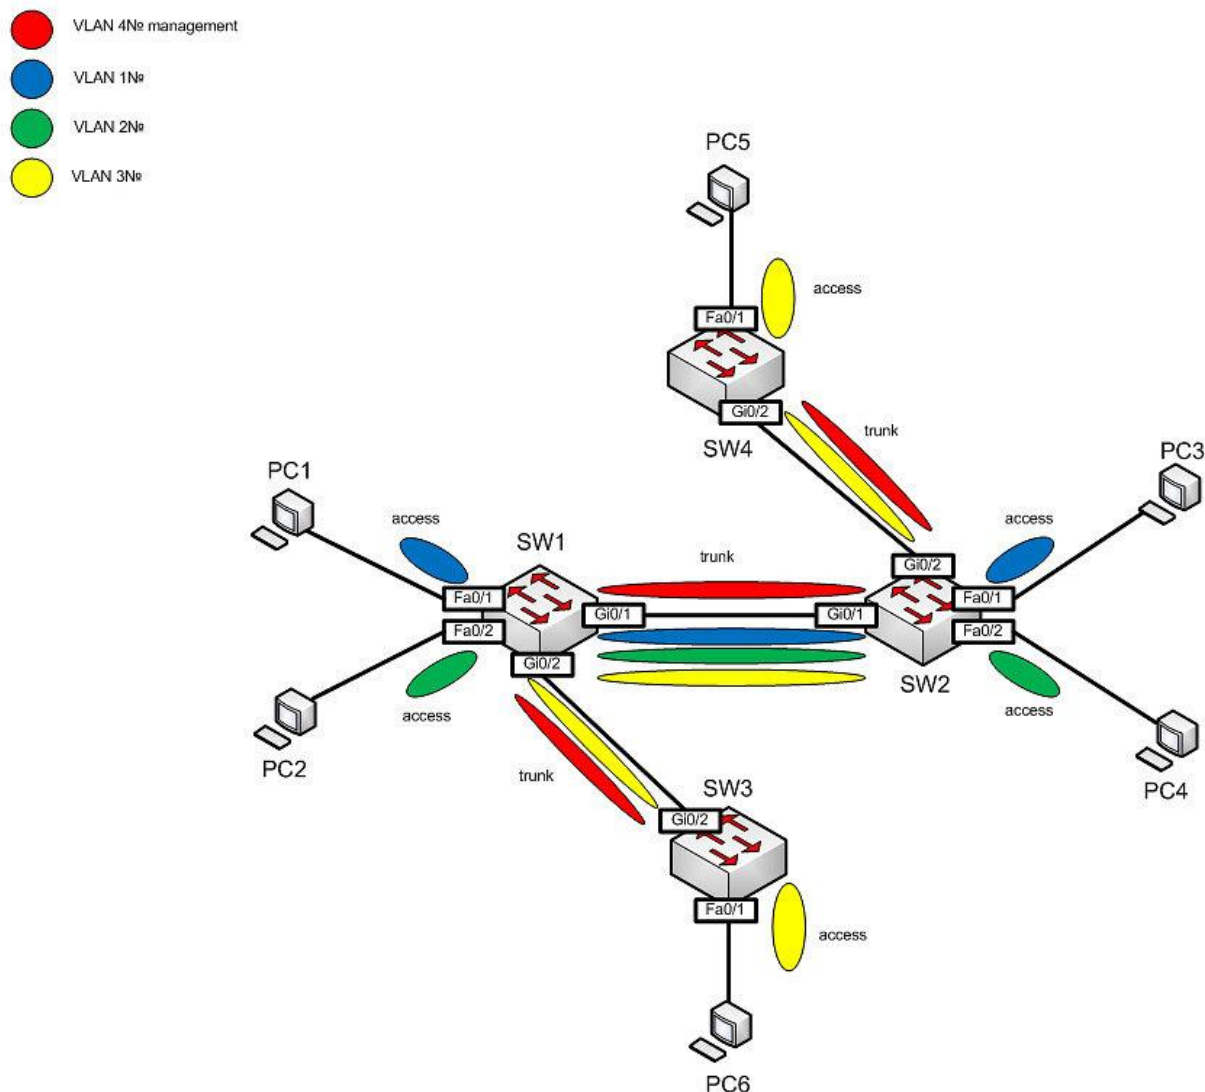 VLAN 4№ management
VLAN 1№
VLAN 2№
VLAN 3№
PC5
access
Fa0/1
Gi0/2
trunk
SW4
PC3
PC1
access
access
SW1
trunk
Gi0/2
Fa0/1
Gi0/1
Gi0/1
Fa0/1
Fa0/2
Fa0/2
Gi0/2
SW2
access
access
PC2
trunk
SW3
PC4
Gi0/2
Fa0/1
access
PC6